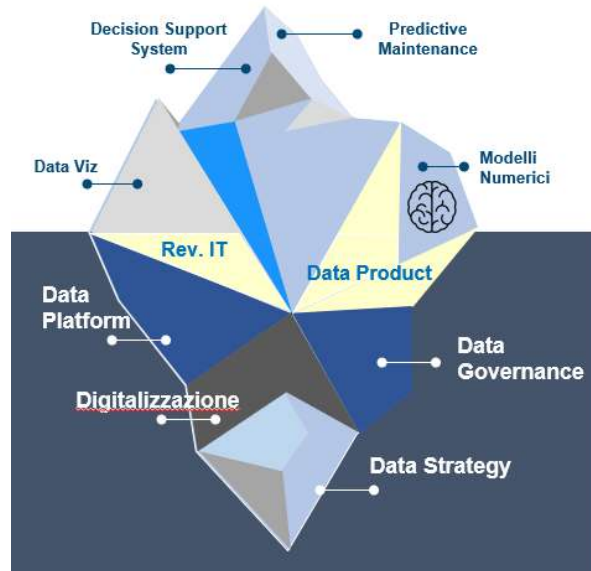 Decision Support
System
Predictive
Maintenance
Data Viz
Modelli
Numerici
Rev. IT
Data Product
Data
Platform
Data
Governance
Digitalizzazione
Data Strategy